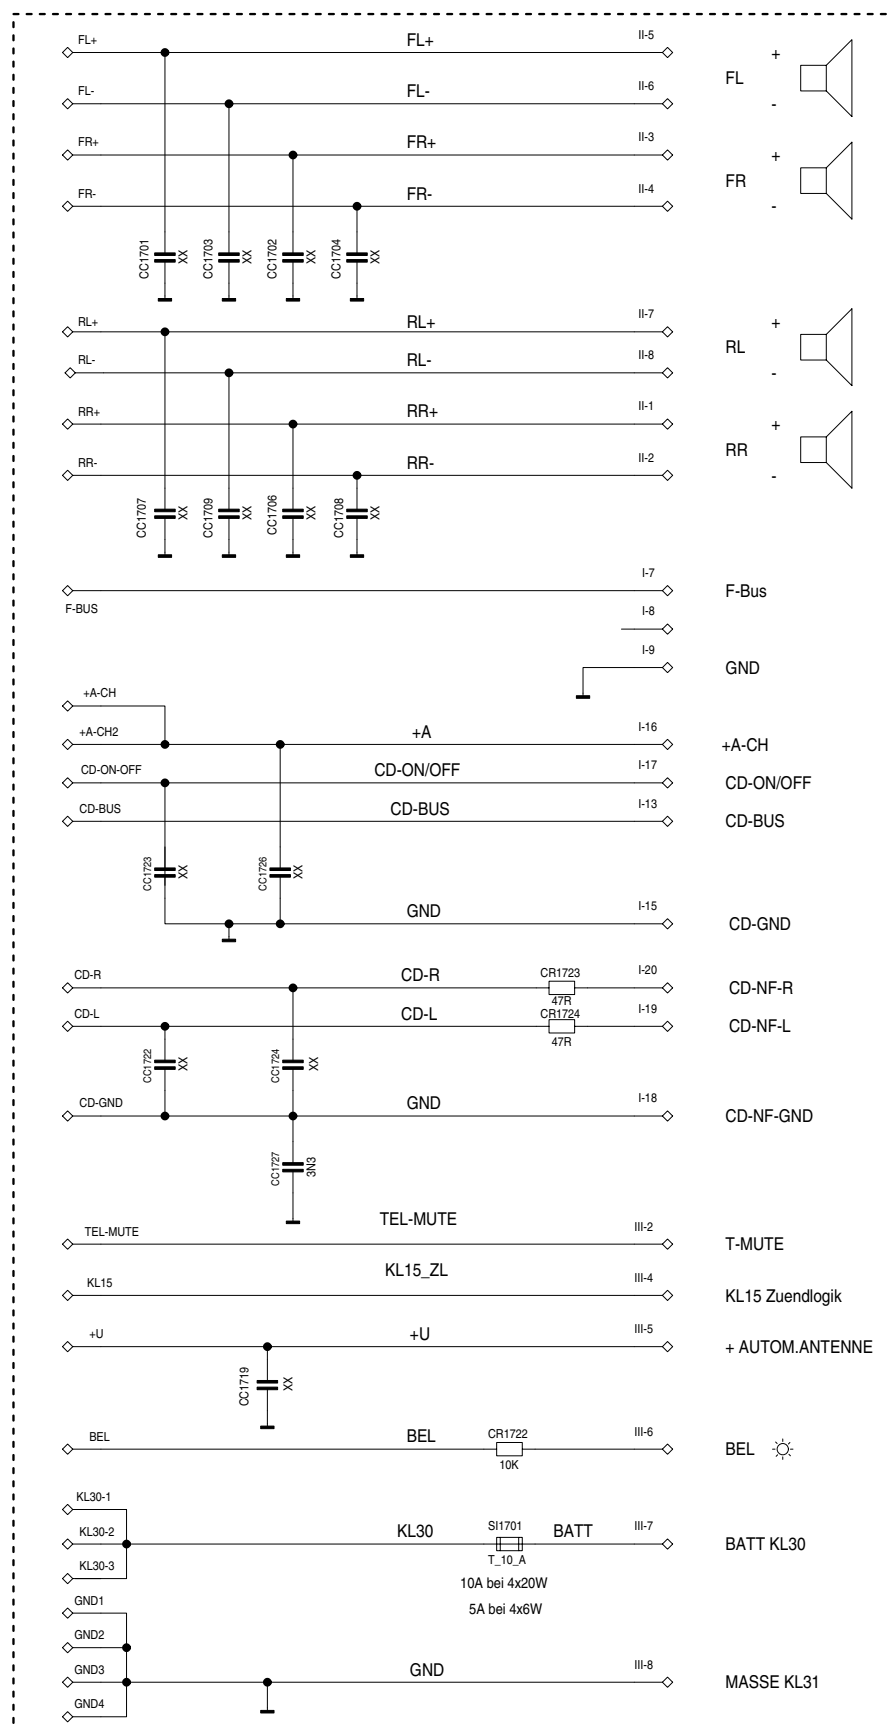 FL+ FL+ II-5
FL + -
FL- FL- II-6
FR+ FR+ II-3
FR + -
FR- FR- II-4
CC1701 XX CC1703 XX CC1702 XX CC1704 XX
RL+ RL+ II-7
RL + -
RL- RL- II-8
RR+ RR+ II-1
RR + -
RR- RR- II-2
CC1707 XX CC1709 XX CC1706 XX CC1708 XX
I-7
F-BUS F-Bus
I-8
I-9 GND
+A-CH
+A-CH2 +A I-16 +A-CH
CD-ON-OFF CD-ON/OFF I-17 CD-ON/OFF
CD-BUS CD-BUS I-13 CD-BUS
CC1723 XX CC1726 XX
GND I-15 CD-GND
CD-R CD-R CR1723 47R I-20 CD-NF-R
CD-L CD-L CR1724 47R I-19 CD-NF-L
CC1722 XX CC1724 XX
CD-GND GND I-18 CD-NF-GND
CC1727 3N3
TEL-MUTE TEL-MUTE III-2 T-MUTE
KL15 KL15_ZL III-4 KL15 Zuendlogik
+U +U III-5 + AUTOM.ANTENNE
CC1719 XX
BEL BEL CR1722 10K III-6 BEL
KL30-1
KL30-2 KL30 SI1701 BATT III-7 BATT KL30
T_10_A
KL30-3
10A bei 4x20W
5A bei 4x6W
GND1
GND2
GND3 GND III-8 MASSE KL31
GND4